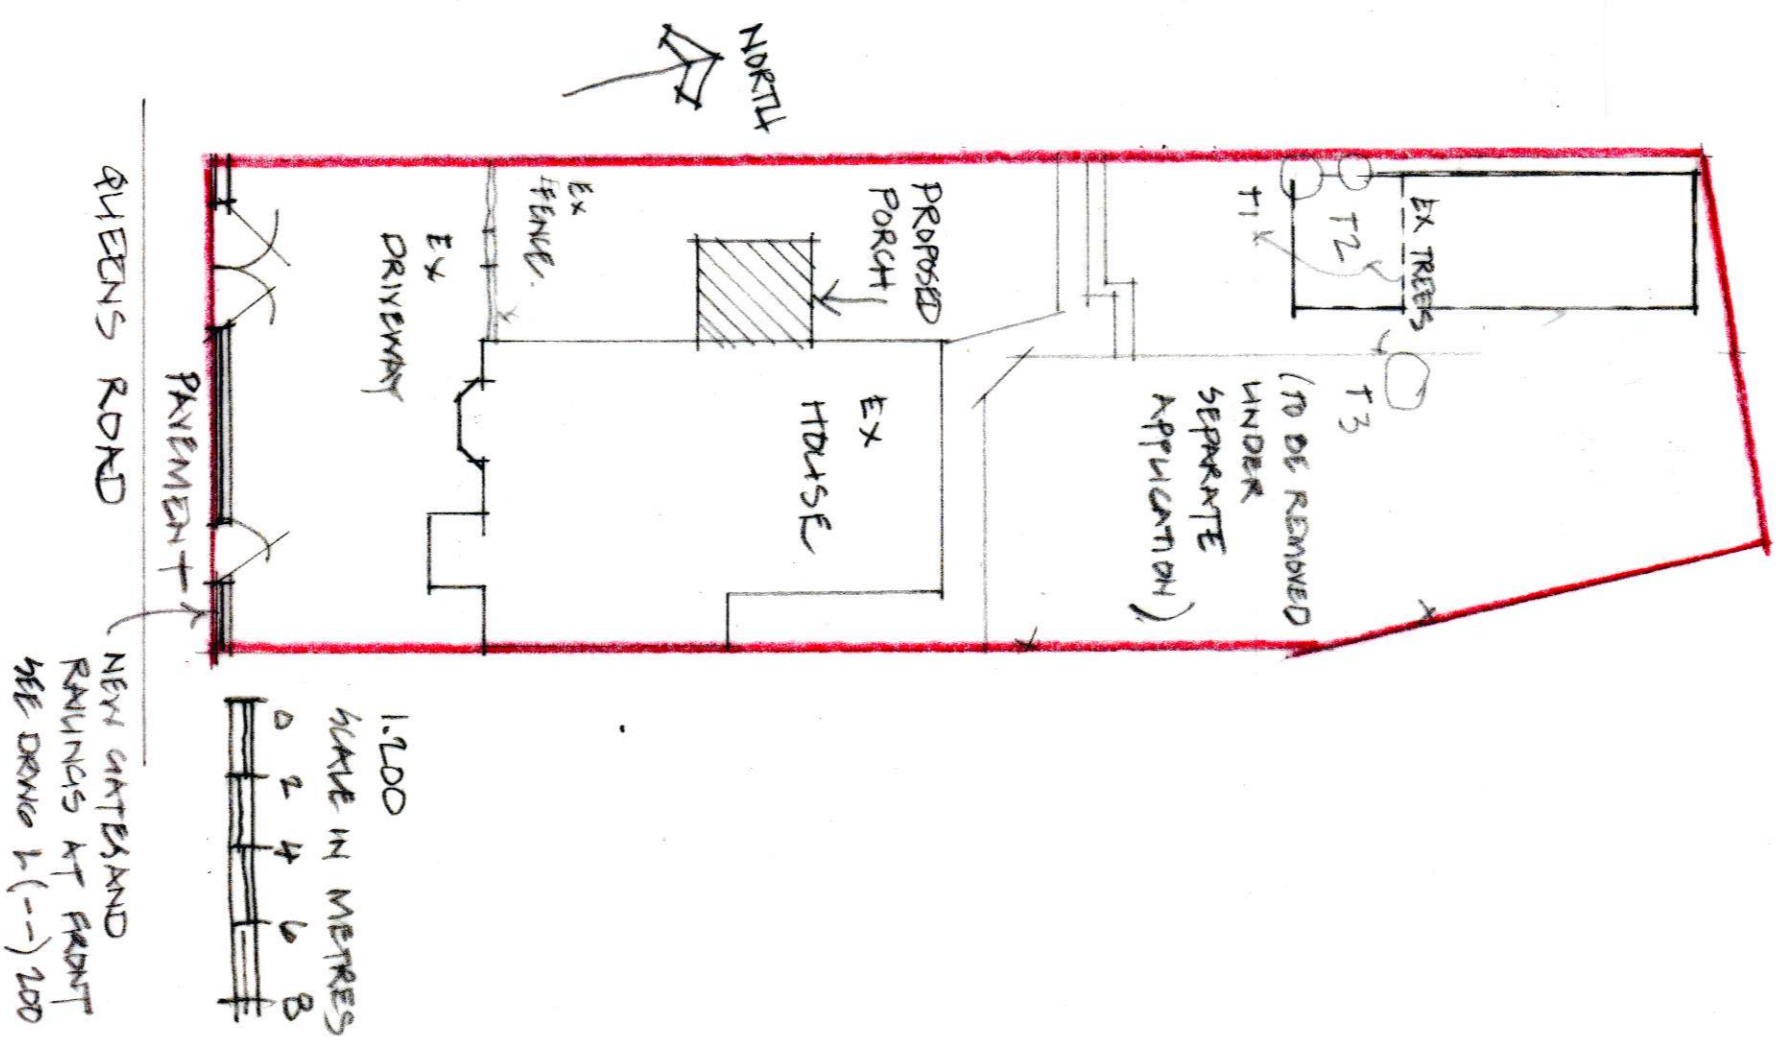 NORTH
EX TREES
T2
T1
T3
(TO BE REMOVED
UNDER
SEPARATE
APPLICATION)
PROPOSED
PORCH
EX
HOUSE
EX
FENCE.
EX
DRIVEWAY
PAVEMENT
QUEENS ROAD
1.200
SCALE IN METRES
0 2 4 6 8
NEW GATES AND
RAILINGS AT FRONT
SEE DRWNG L(--)200